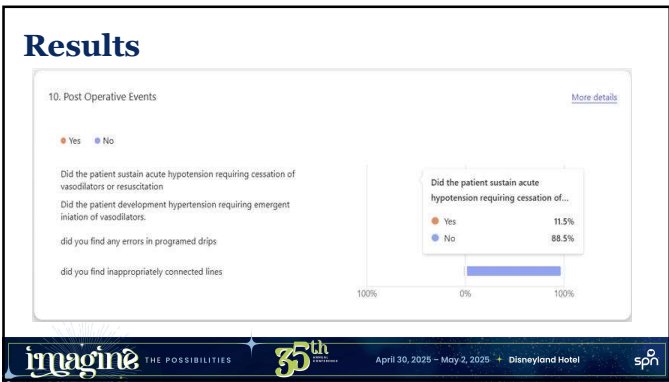 Results
10. Post Operative Events
More details
Yes No
Did the patient sustain acute hypotension requiring cessation of
vasodilators or resuscitation
Did the patient development hypertension requiring emergent
iniation of vasodilators.
did you find any errors in programed drips
did you find inappropriately connected lines
Did the patient sustain acute
hypotension requiring cessation of...
Yes 11.5%
No 88.5%
100% 0% 100%
imagine THE POSSIBILITIES 35th ANNUAL CONFERENCE April 30, 2025 – May 2, 2025 + Disneyland Hotel spn